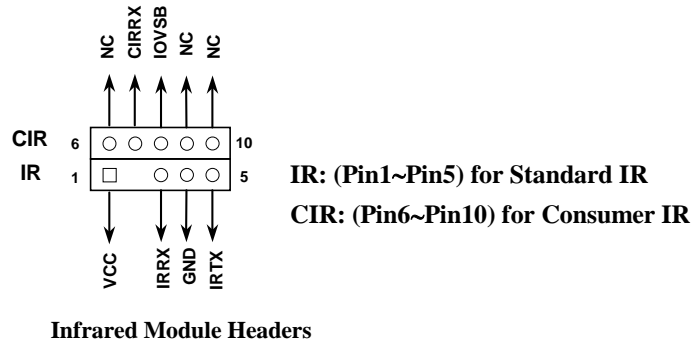 NC
CIRRX
IOVSB
NC
NC
CIR 6 10
IR 1 5
VCC
IRRX
GND
IRTX
IR: (Pin1~Pin5) for Standard IR
CIR: (Pin6~Pin10) for Consumer IR
Infrared Module Headers